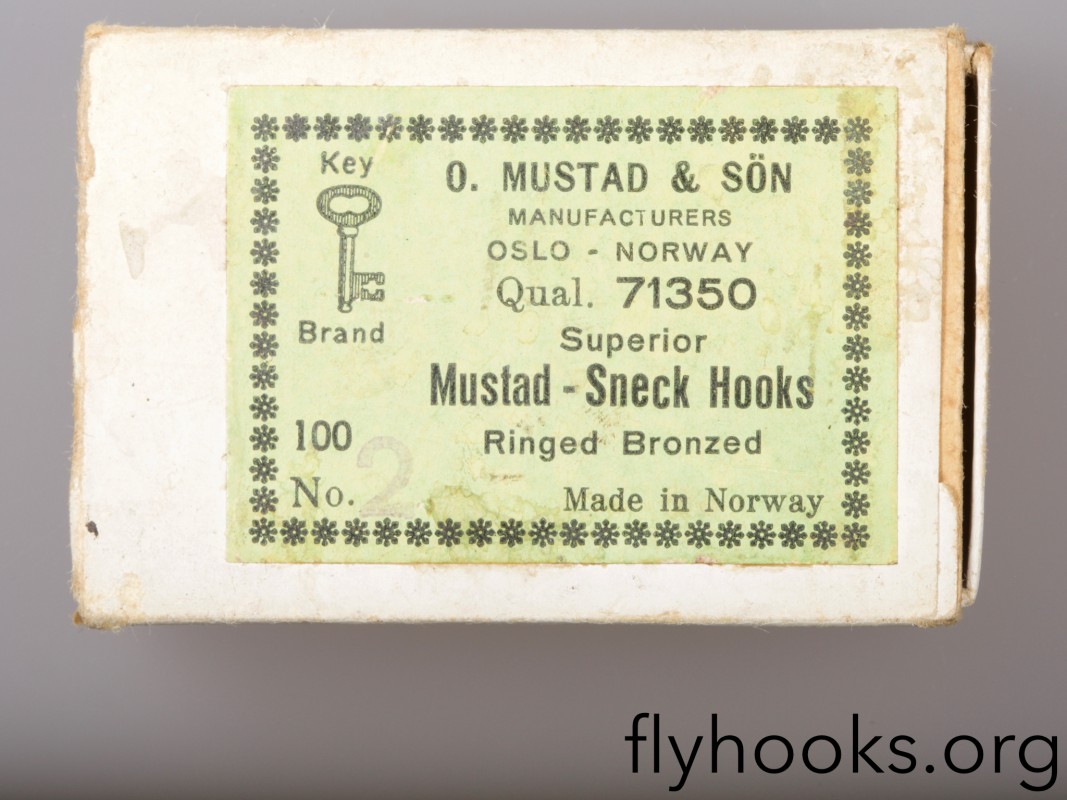 Key
Brand
O. MUSTAD & SÖN
MANUFACTURERS
OSLO - NORWAY
Qual. 71350
Superior
Mustad - Sneck Hooks
Ringed Bronzed
100
No. 2
Made in Norway
flyhooks.org